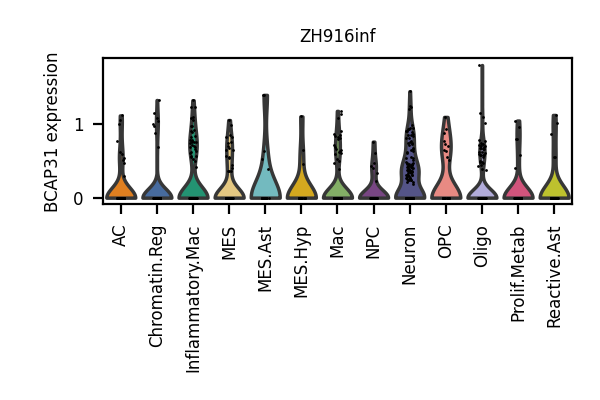 ZH916inf
BCAP31 expression
1
0
AC
Chromatin.Reg
Inflammatory.Mac
MES
MES.Ast
MES.Hyp
Mac
NPC
Neuron
OPC
Oligo
Prolif.Metab
Reactive.Ast